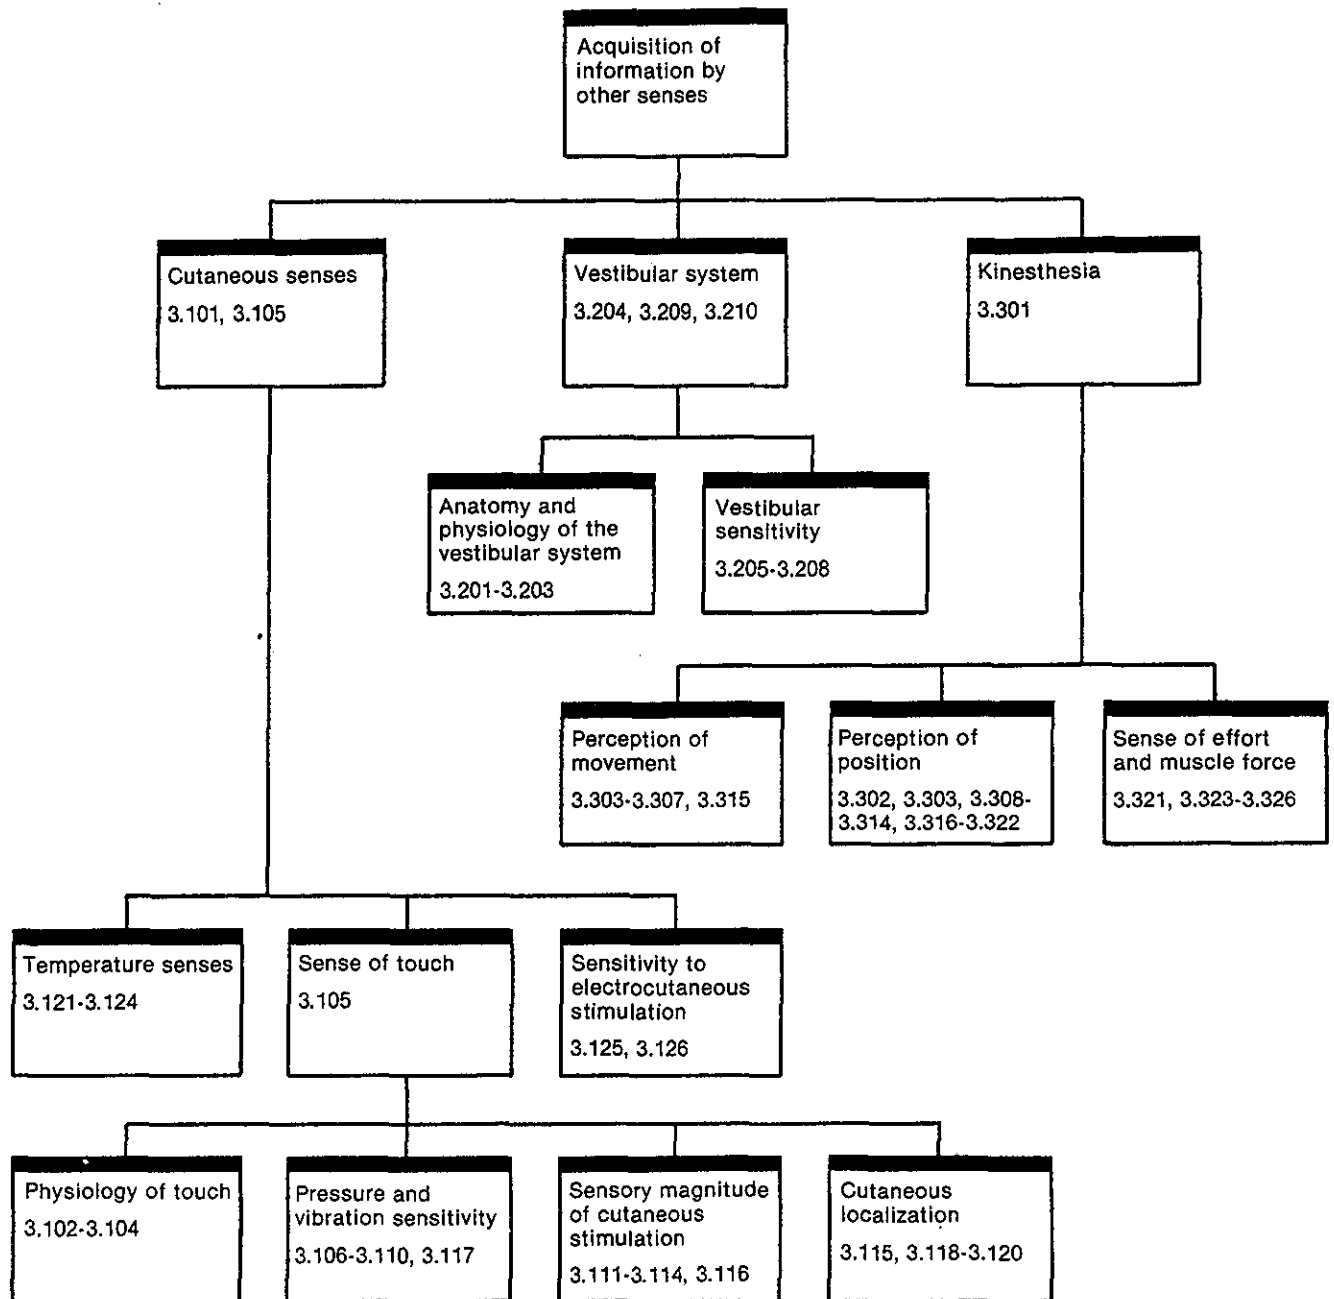 Acquisition of
information by
other senses
Cutaneous senses
3.101, 3.105
Vestibular system
3.204, 3.209, 3.210
Kinesthesia
3.301
Anatomy and
physiology of the
vestibular system
3.201-3.203
Vestibular
sensitivity
3.205-3.208
Perception of
movement
3.303-3.307, 3.315
Perception of
position
3.302, 3.303, 3.308-
3.314, 3.316-3.322
Sense of effort
and muscle force
3.321, 3.323-3.326
Temperature senses
3.121-3.124
Sense of touch
3.105
Sensitivity to
electrocutaneous
stimulation
3.125, 3.126
Physiology of touch
3.102-3.104
Pressure and
vibration sensitivity
3.106-3.110, 3.117
Sensory magnitude
of cutaneous
stimulation
3.111-3.114, 3.116
Cutaneous
localization
3.115, 3.118-3.120